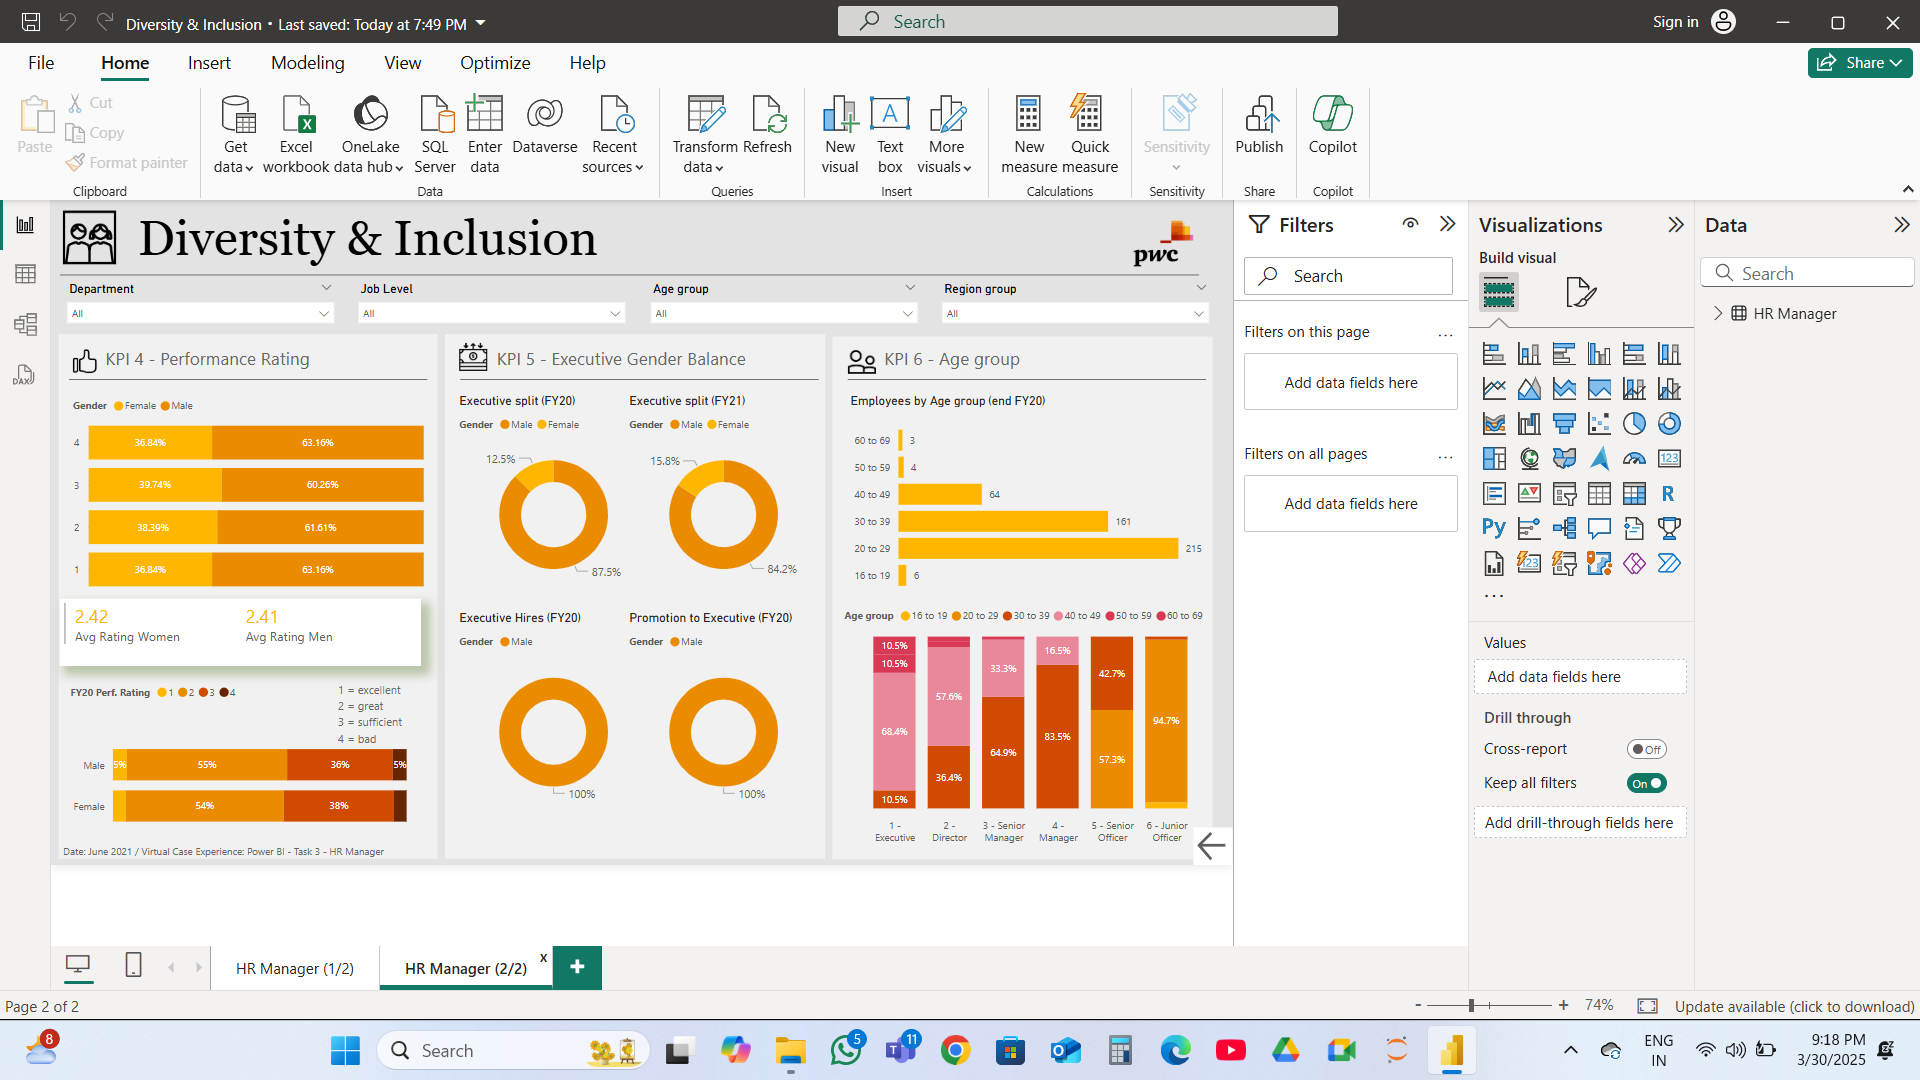 Diversity & Inclusion • Last saved: Today at 7:49 PM
Search
Sign in
File
Home
Insert
Modeling
View
Optimize
Help
Share
Paste
Cut
Copy
Format painter
Clipboard
Get data
Excel workbook
OneLake data hub
SQL Server
Enter data
Dataverse
Recent sources
Data
Transform data
Refresh
Queries
New visual
Text box
More visuals
Insert
New measure
Quick measure
Calculations
Sensitivity
Sensitivity
Publish
Share
Copilot
Copilot
Diversity & Inclusion
pwc
Department
All
Job Level
All
Age group
All
Region group
All
KPI 4 - Performance Rating
Gender Female Male
4 36.84% 63.16%
3 39.74% 60.26%
2 38.39% 61.61%
1 36.84% 63.16%
2.42
Avg Rating Women
2.41
Avg Rating Men
FY20 Perf. Rating 1 2 3 4
1 = excellent
2 = great
3 = sufficient
4 = bad
Male 5% 55% 36% 5%
Female 54% 38%
Date: June 2021 / Virtual Case Experience: Power BI - Task 3 - HR Manager
KPI 5 - Executive Gender Balance
Executive split (FY20)
Gender Male Female
12.5%
87.5%
Executive split (FY21)
Gender Male Female
15.8%
84.2%
Executive Hires (FY20)
Gender Male
100%
Promotion to Executive (FY20)
Gender Male
100%
KPI 6 - Age group
Employees by Age group (end FY20)
60 to 69 3
50 to 59 4
40 to 49 64
30 to 39 161
20 to 29 215
16 to 19 6
Age group 16 to 19 20 to 29 30 to 39 40 to 49 50 to 59 60 to 69
10.5%
10.5%
68.4%
10.5%
1 - Executive
57.6%
36.4%
2 - Director
33.3%
64.9%
3 - Senior Manager
16.5%
83.5%
4 - Manager
42.7%
57.3%
5 - Senior Officer
94.7%
6 - Junior Officer
Filters
Search
Filters on this page
...
Add data fields here
Filters on all pages
...
Add data fields here
Visualizations
Build visual
123
R
Py
123
...
Values
Add data fields here
Drill through
Cross-report
Off
Keep all filters
On
Add drill-through fields here
Data
Search
HR Manager
DAX
HR Manager (1/2)
HR Manager (2/2)
x
+
Page 2 of 2
- + 74%
Update available (click to download)
8
Search
5
11
ENG
IN
9:18 PM
3/30/2025